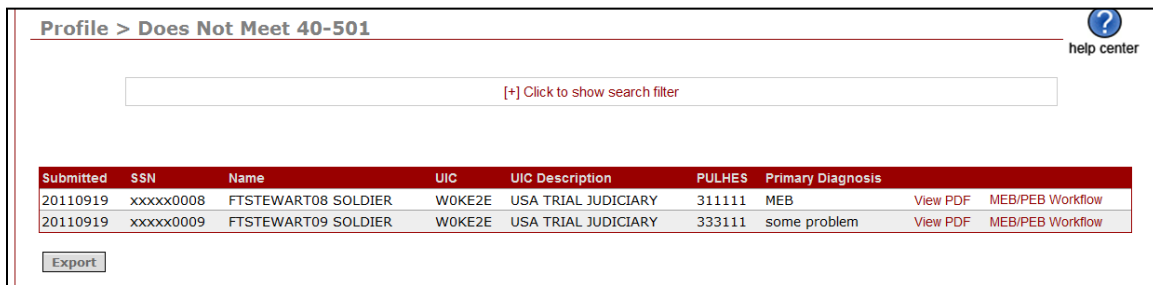 Profile > Does Not Meet 40-501
help center
[+] Click to show search filter
Submitted SSN Name UIC UIC Description PULHES Primary Diagnosis
20110919 xxxxx0008 FTSTEWART08 SOLDIER W0KE2E USA TRIAL JUDICIARY 311111 MEB View PDF MEB/PEB Workflow
20110919 xxxxx0009 FTSTEWART09 SOLDIER W0KE2E USA TRIAL JUDICIARY 333111 some problem View PDF MEB/PEB Workflow
Export